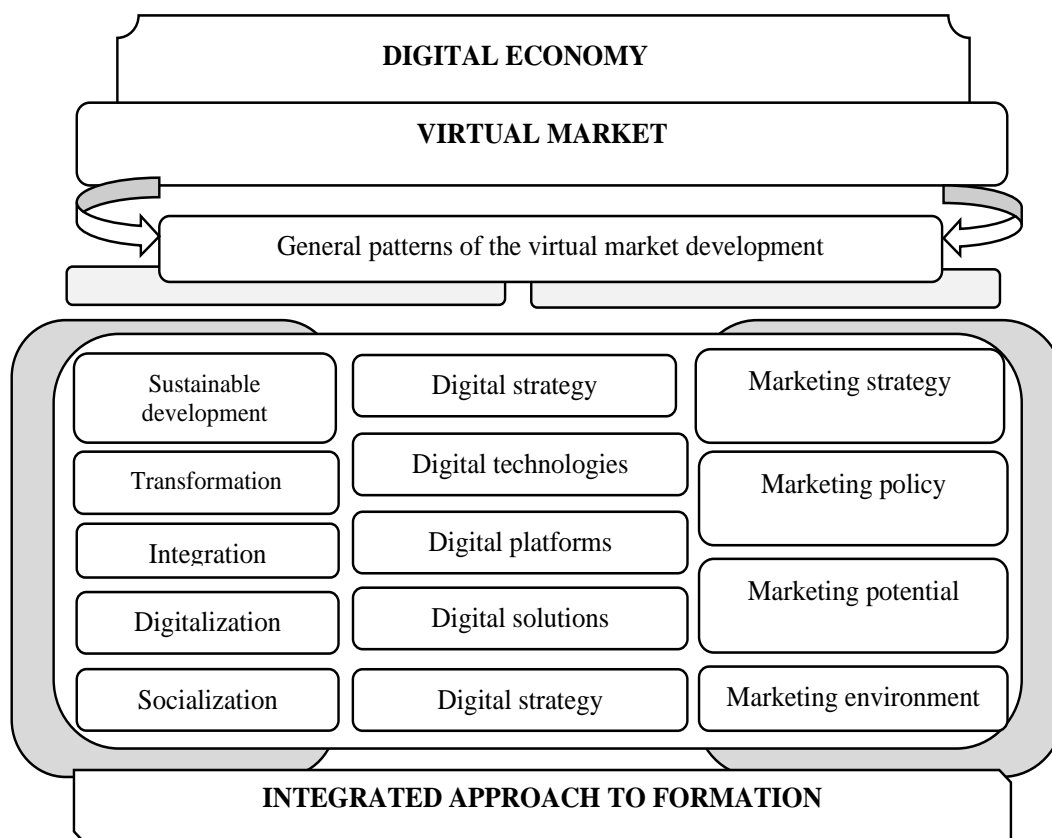 DIGITAL ECONOMY
VIRTUAL MARKET
General patterns of the virtual market development
Sustainable
development
Transformation
Integration
Digitalization
Socialization
Digital strategy
Digital technologies
Digital platforms
Digital solutions
Digital strategy
Marketing strategy
Marketing policy
Marketing potential
Marketing environment
INTEGRATED APPROACH TO FORMATION